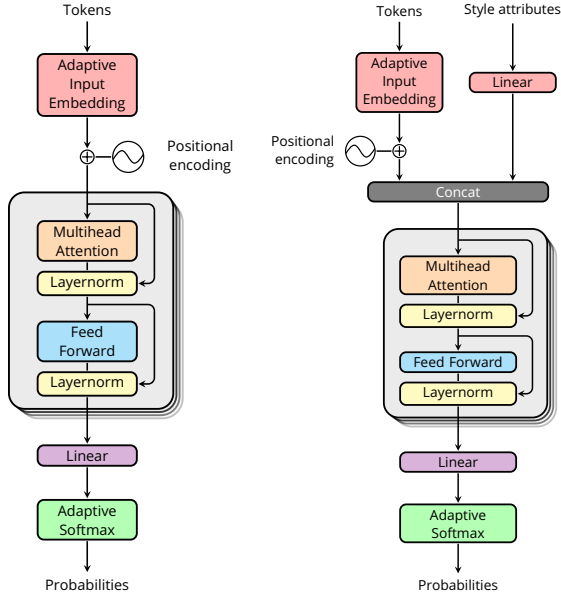 Tokens
Adaptive
Input
Embedding
Positional
encoding
Multihead
Attention
Layernorm
Feed
Forward
Layernorm
Linear
Adaptive
Softmax
Probabilities
Tokens
Style attributes
Adaptive
Input
Embedding
Linear
Positional
encoding
Concat
Multihead
Attention
Layernorm
Feed Forward
Layernorm
Linear
Adaptive
Softmax
Probabilities